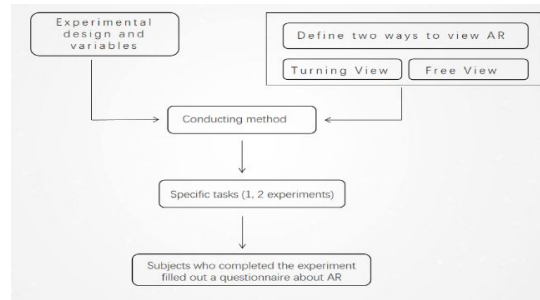 Experimental
design and
variables
Define two ways to view AR
Turning View
Free View
Conducting method
Specific tasks (1, 2 experiments)
Subjects who completed the experiment
filled out a questionnaire about AR